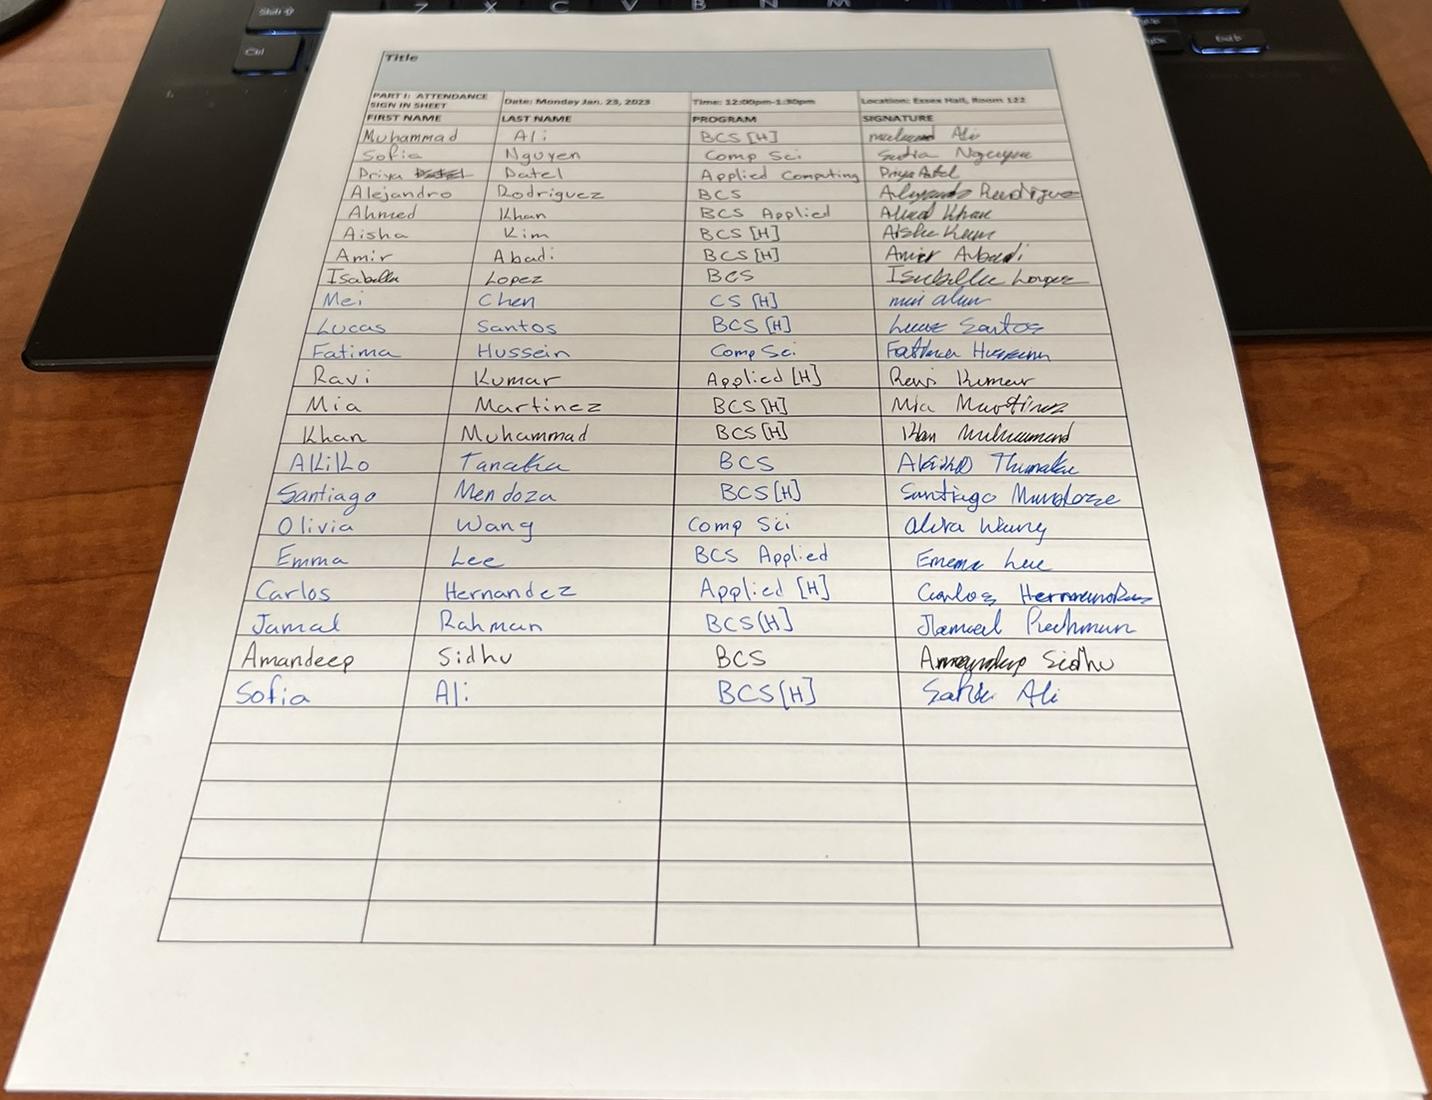 Shift
Z X C V B N M
Ctrl
End
Title
PART I: ATTENDANCE SIGN IN SHEET Date: Monday Jan. 23, 2023 Time: 12:00pm-1:30pm Location: Essex Hall, Room 122
FIRST NAME LAST NAME PROGRAM SIGNATURE
Muhammad Ali BCS [H] Ali
Sofia Nguyen Comp Sci Sofia Nguyen
Priya Patel Applied Computing Priya Patel
Alejandro Rodriguez BCS Alejandro Rodriguez
Ahmed Khan BCS Applied Ahmed Khan
Aisha Kim BCS [H] Aisha Kim
Amir Abadi BCS [H] Amir Abadi
Isabella Lopez BCS Isabella Lopez
Mei Chen CS [H] mei chen
Lucas Santos BCS [H] Lucas Santos
Fatima Hussein Comp Sci Fatima Hussein
Ravi Kumar Applied [H] Ravi Kumar
Mia Martinez BCS [H] Mia Martinez
Khan Muhammad BCS [H] Khan Muhammad
Akiko Tanaka BCS Akiko Tanaka
Santiago Mendoza BCS [H] Santiago Mendoza
Olivia Wang Comp Sci Olivia Wang
Emma Lee BCS Applied Emma Lee
Carlos Hernandez Applied [H] Carlos Hernandez
Jamal Rahman BCS [H] Jamal Rahman
Amandeep Sidhu BCS Amandeep Sidhu
Sofia Ali BCS [H] Sofia Ali